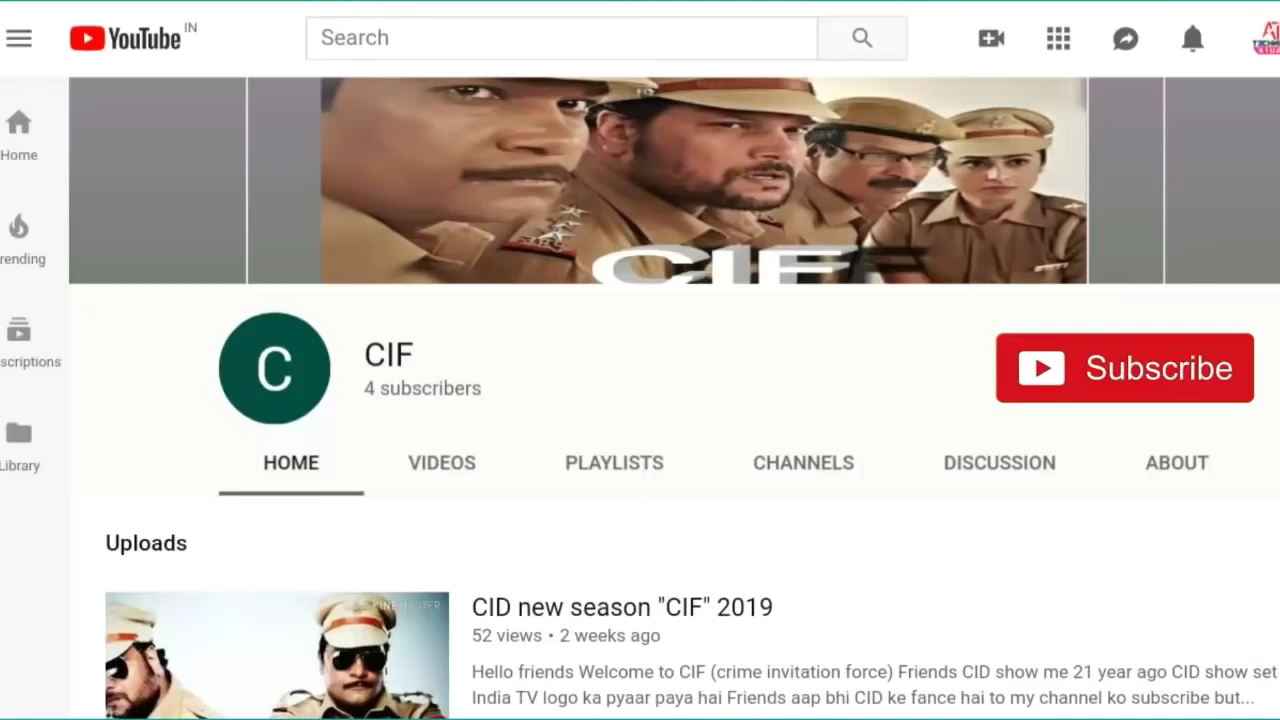 YouTube IN
Search
Home
rending
scriptions
Library
CIF
CIF
4 subscribers
Subscribe
HOME VIDEOS PLAYLISTS CHANNELS DISCUSSION ABOUT
Uploads
CID new season "CIF" 2019
52 views • 2 weeks ago
Hello friends Welcome to CIF (crime invitation force) Friends CID show me 21 year ago CID show set
India TV logo ka pyaar paya hai Friends aap bhi CID ke fance hai to my channel ko subscribe but...
C